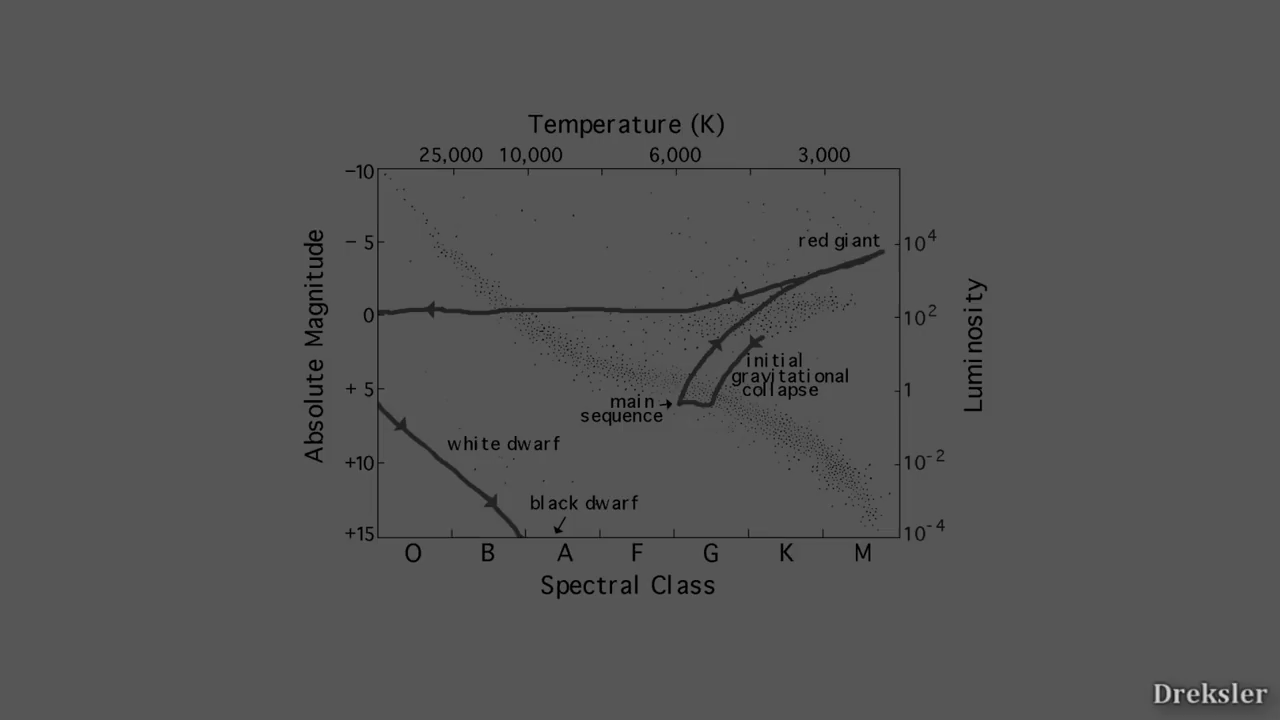 Temperature (K)
25,000 10,000 6,000 3,000
−10
− 5
0
+ 5
+10
+15
Absolute Magnitude
red giant
initial
gravitational
collapse
main
sequence
white dwarf
black dwarf
10⁴
10²
1
10⁻²
10⁻⁴
Luminosity
O B A F G K M
Spectral Class
Dreksler